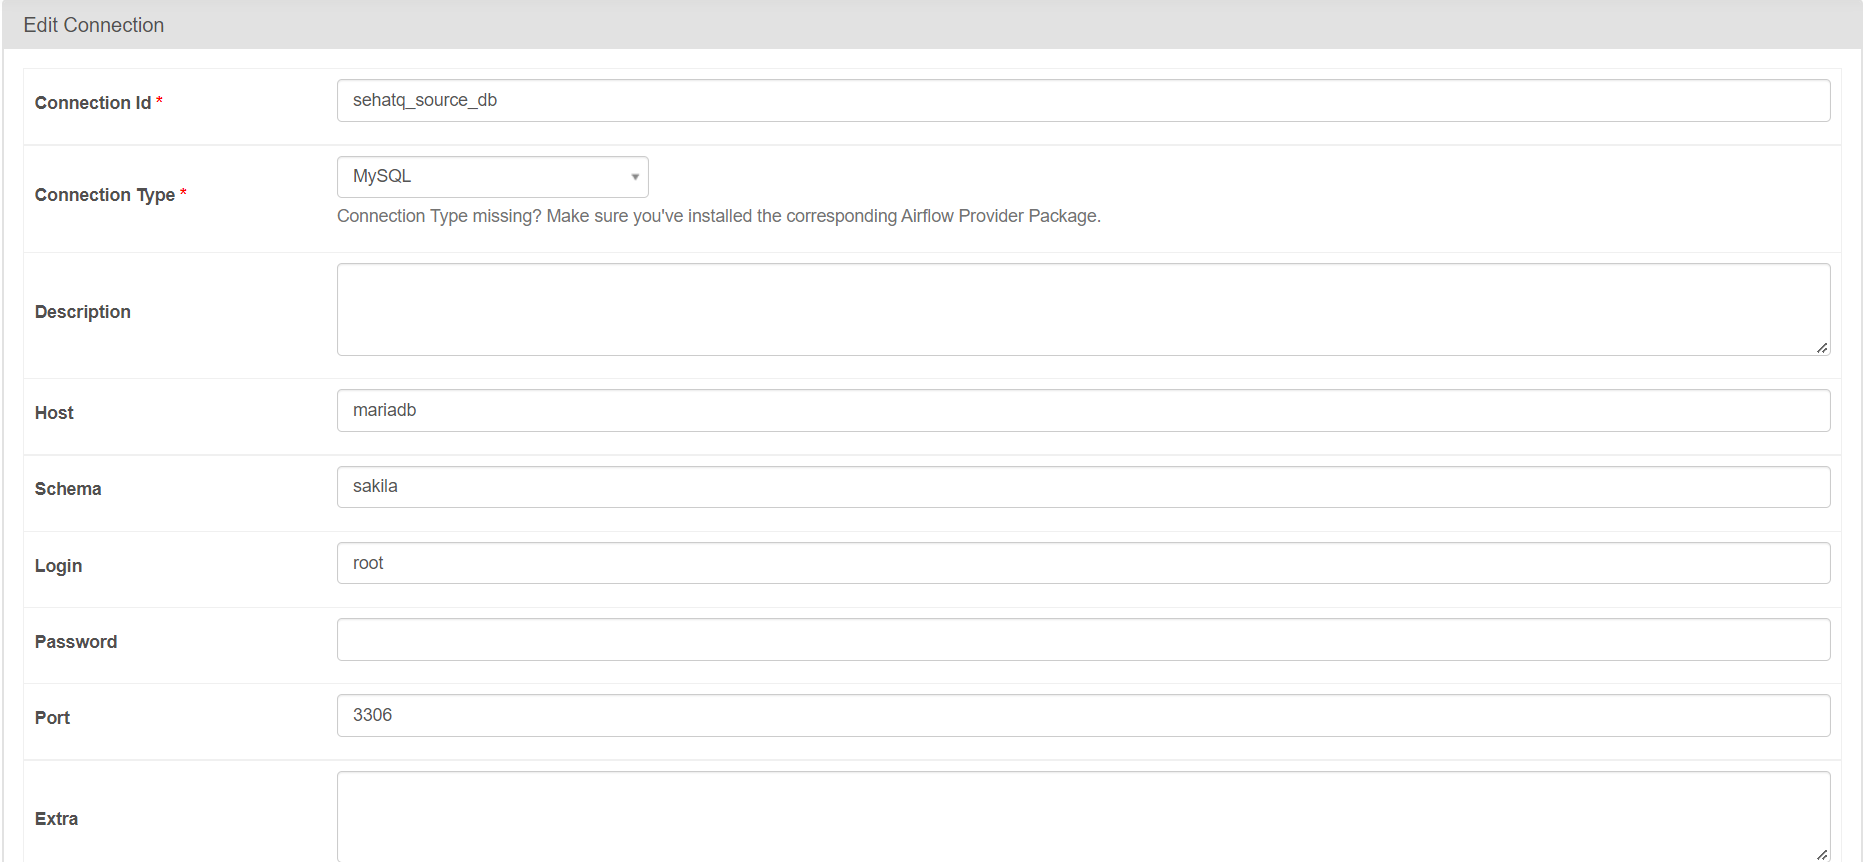 Edit Connection
Connection Id *
sehatq_source_db
Connection Type *
MySQL
Connection Type missing? Make sure you've installed the corresponding Airflow Provider Package.
Description
Host
mariadb
Schema
sakila
Login
root
Password
Port
3306
Extra